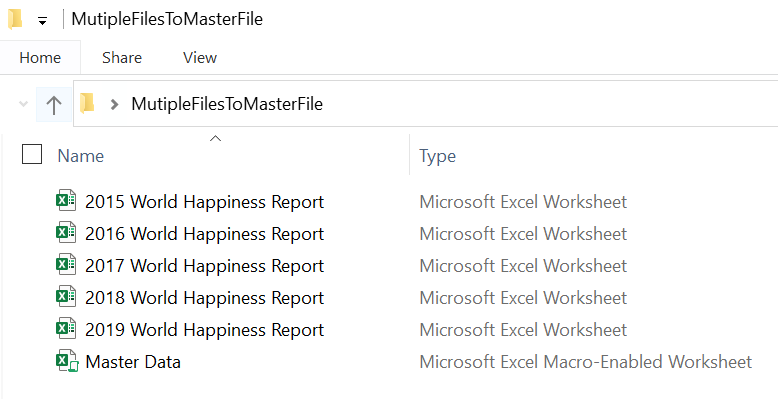 MutipleFilesToMasterFile
Home Share View
MutipleFilesToMasterFile
Name Type
2015 World Happiness Report Microsoft Excel Worksheet
2016 World Happiness Report Microsoft Excel Worksheet
2017 World Happiness Report Microsoft Excel Worksheet
2018 World Happiness Report Microsoft Excel Worksheet
2019 World Happiness Report Microsoft Excel Worksheet
Master Data Microsoft Excel Macro-Enabled Worksheet